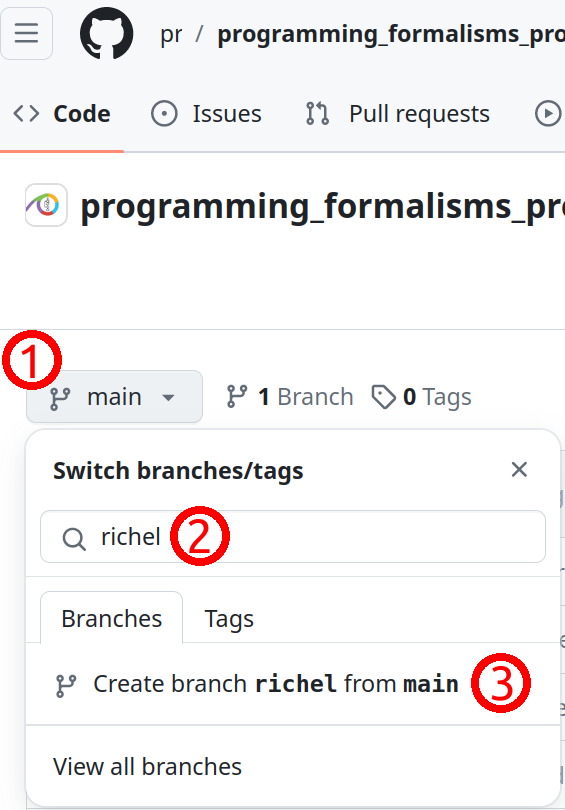 pr / programming_formalisms_pro
Code Issues Pull requests
programming_formalisms_pr
1
main 1 Branch 0 Tags
Switch branches/tags
richel 2
Branches Tags
Create branch richel from main 3
View all branches